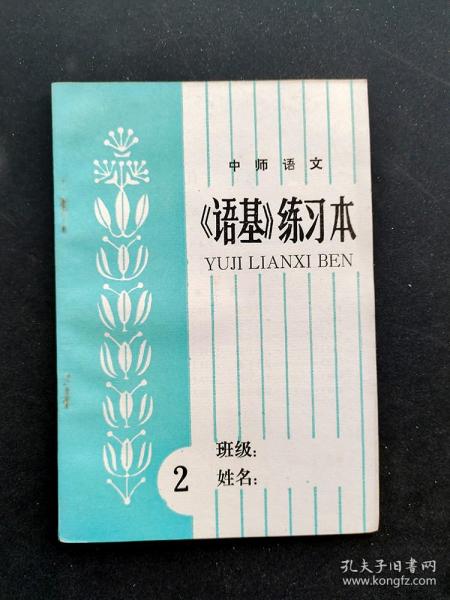 中师语文
《语基》练习本
YUJI LIANXI BEN
班级:
姓名:
2
孔夫子旧书网
www.kongfz.com